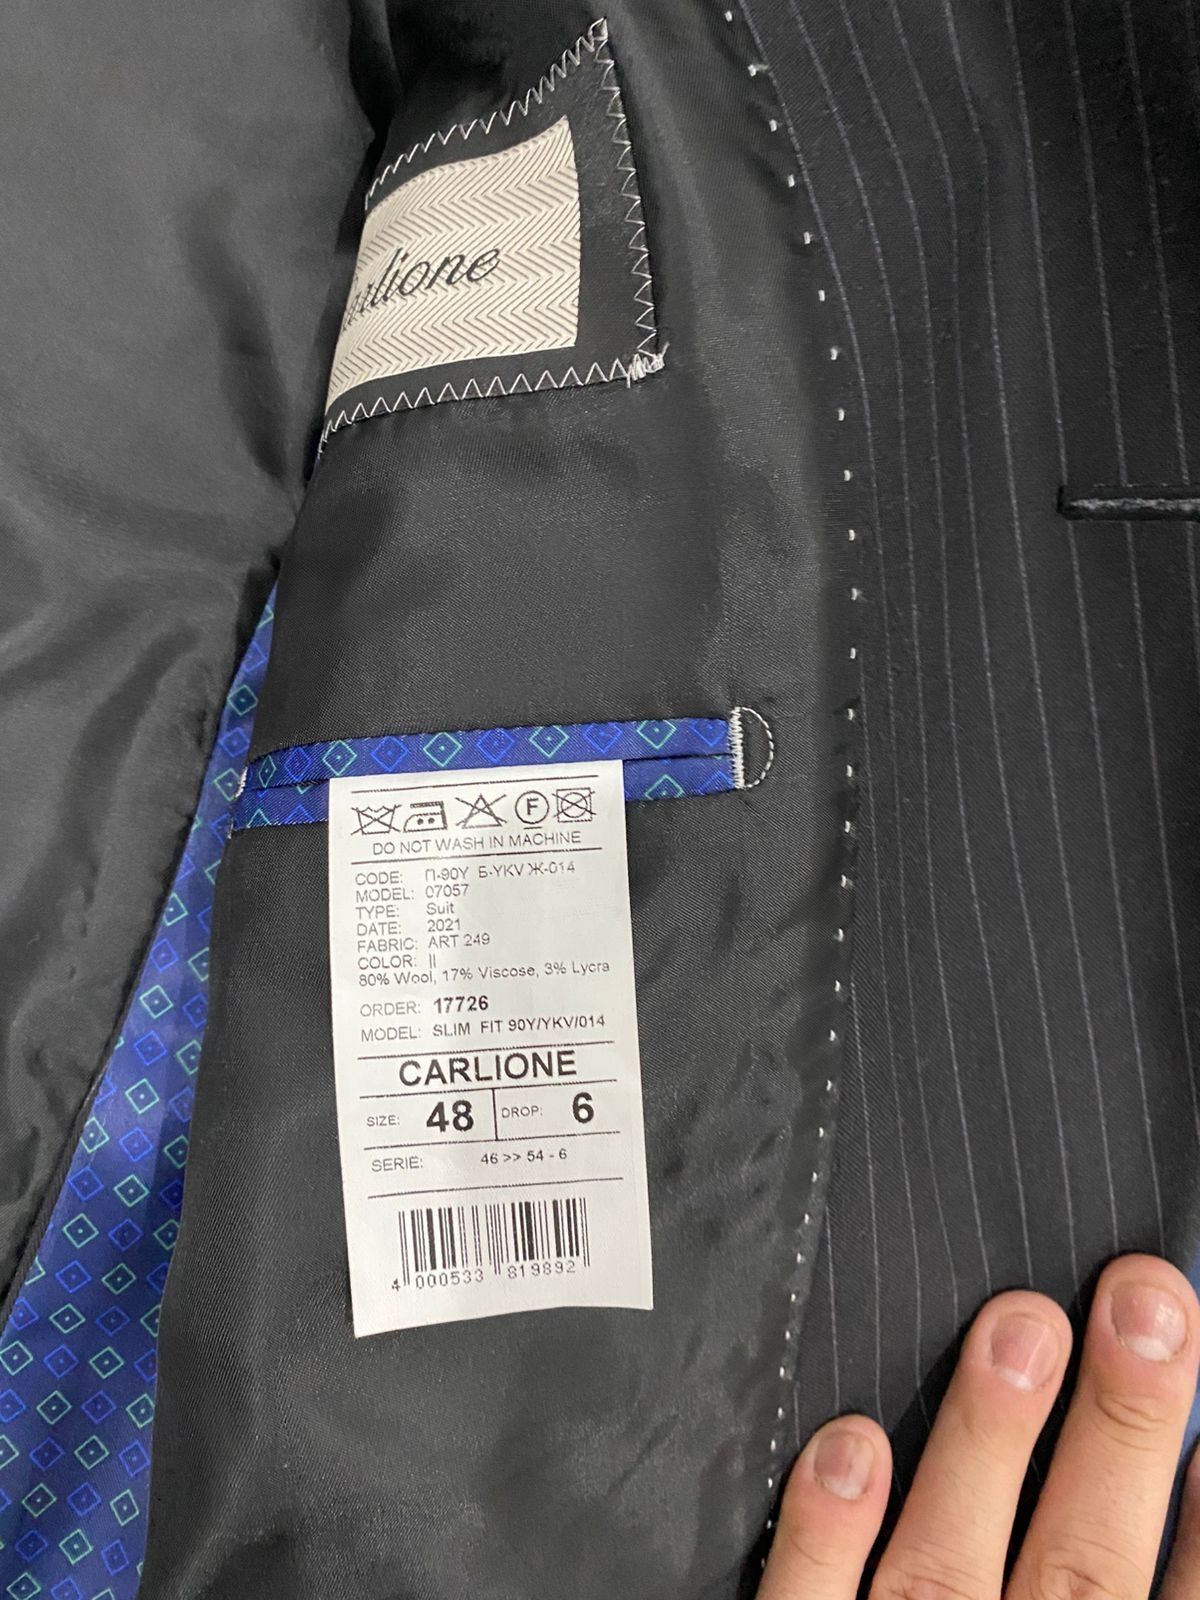 Carlione
F
DO NOT WASH IN MACHINE
CODE: П-90Y Б-YKV Ж-014
MODEL: 07057
TYPE: Suit
DATE: 2021
FABRIC: ART 249
COLOR: II
80% Wool, 17% Viscose, 3% Lycra
ORDER: 17726
MODEL: SLIM FIT 90Y/YKV/014
CARLIONE
SIZE: 48 DROP: 6
SERIE: 46 >> 54 - 6
4 000533 819892